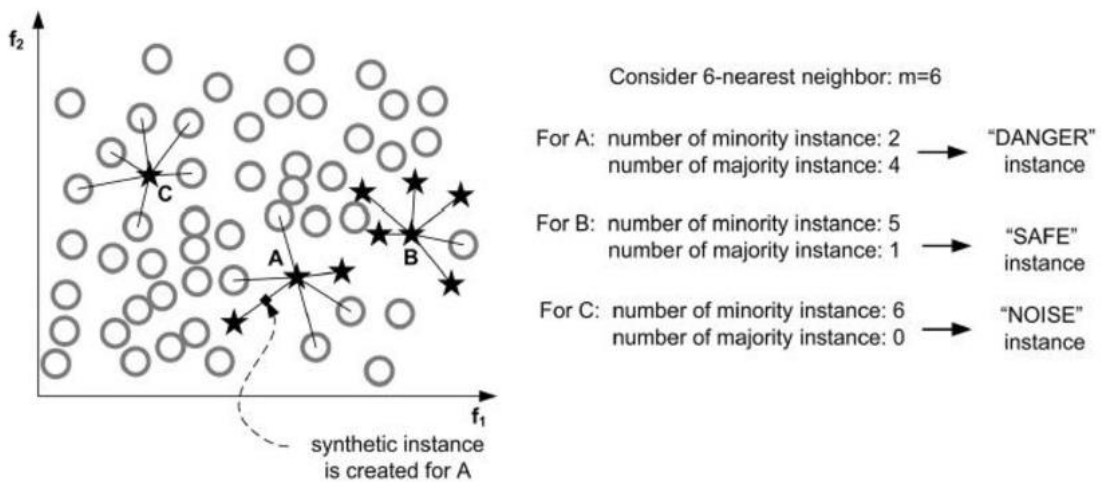 f₂
C
A
B
f₁
synthetic instance
is created for A
Consider 6-nearest neighbor: m=6
For A: number of minority instance: 2
number of majority instance: 4
"DANGER"
instance
For B: number of minority instance: 5
number of majority instance: 1
"SAFE"
instance
For C: number of minority instance: 6
number of majority instance: 0
"NOISE"
instance